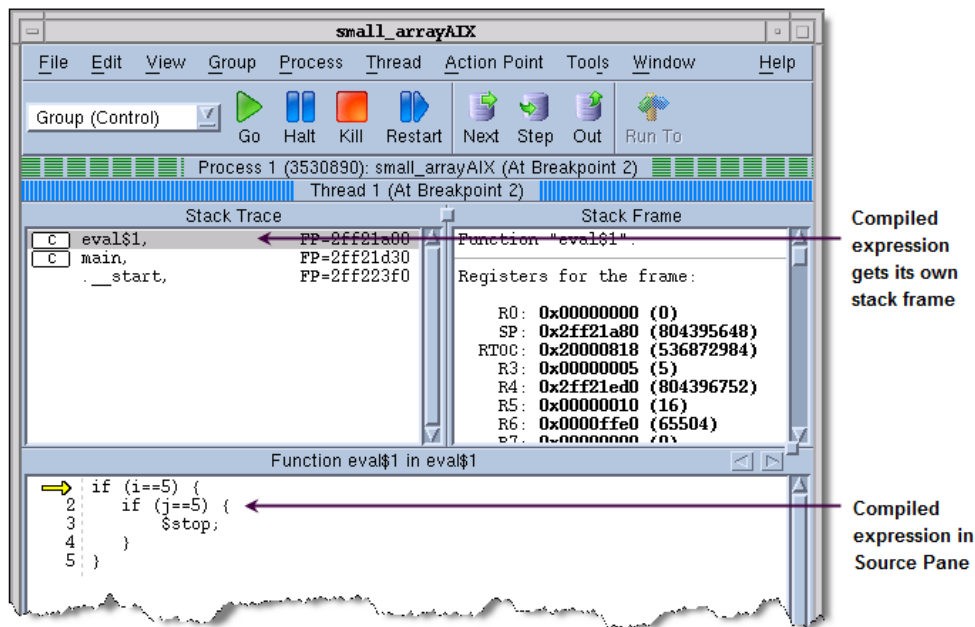 small_arrayAIX
File Edit View Group Process Thread Action Point Tools Window Help
Group (Control)
Go Halt Kill Restart Next Step Out Run To
Process 1 (3530890): small_arrayAIX (At Breakpoint 2)
Thread 1 (At Breakpoint 2)
Stack Trace
C eval$1, FP=2ff21a80
C main, FP=2ff21d30
.__start, FP=2ff223f0
Stack Frame
Function "eval$1":
Registers for the frame:
R0: 0x00000000 (0)
SP: 0x2ff21a80 (804395648)
RTOC: 0x20000818 (536872984)
R3: 0x00000005 (5)
R4: 0x2ff21ed0 (804396752)
R5: 0x00000010 (16)
R6: 0x0000ffe0 (65504)
R7: 0x00000000 (0)
Function eval$1 in eval$1
if (i==5) {
2 if (j==5) {
3 $stop;
4 }
5 }
Compiled
expression
gets its own
stack frame
Compiled
expression in
Source Pane